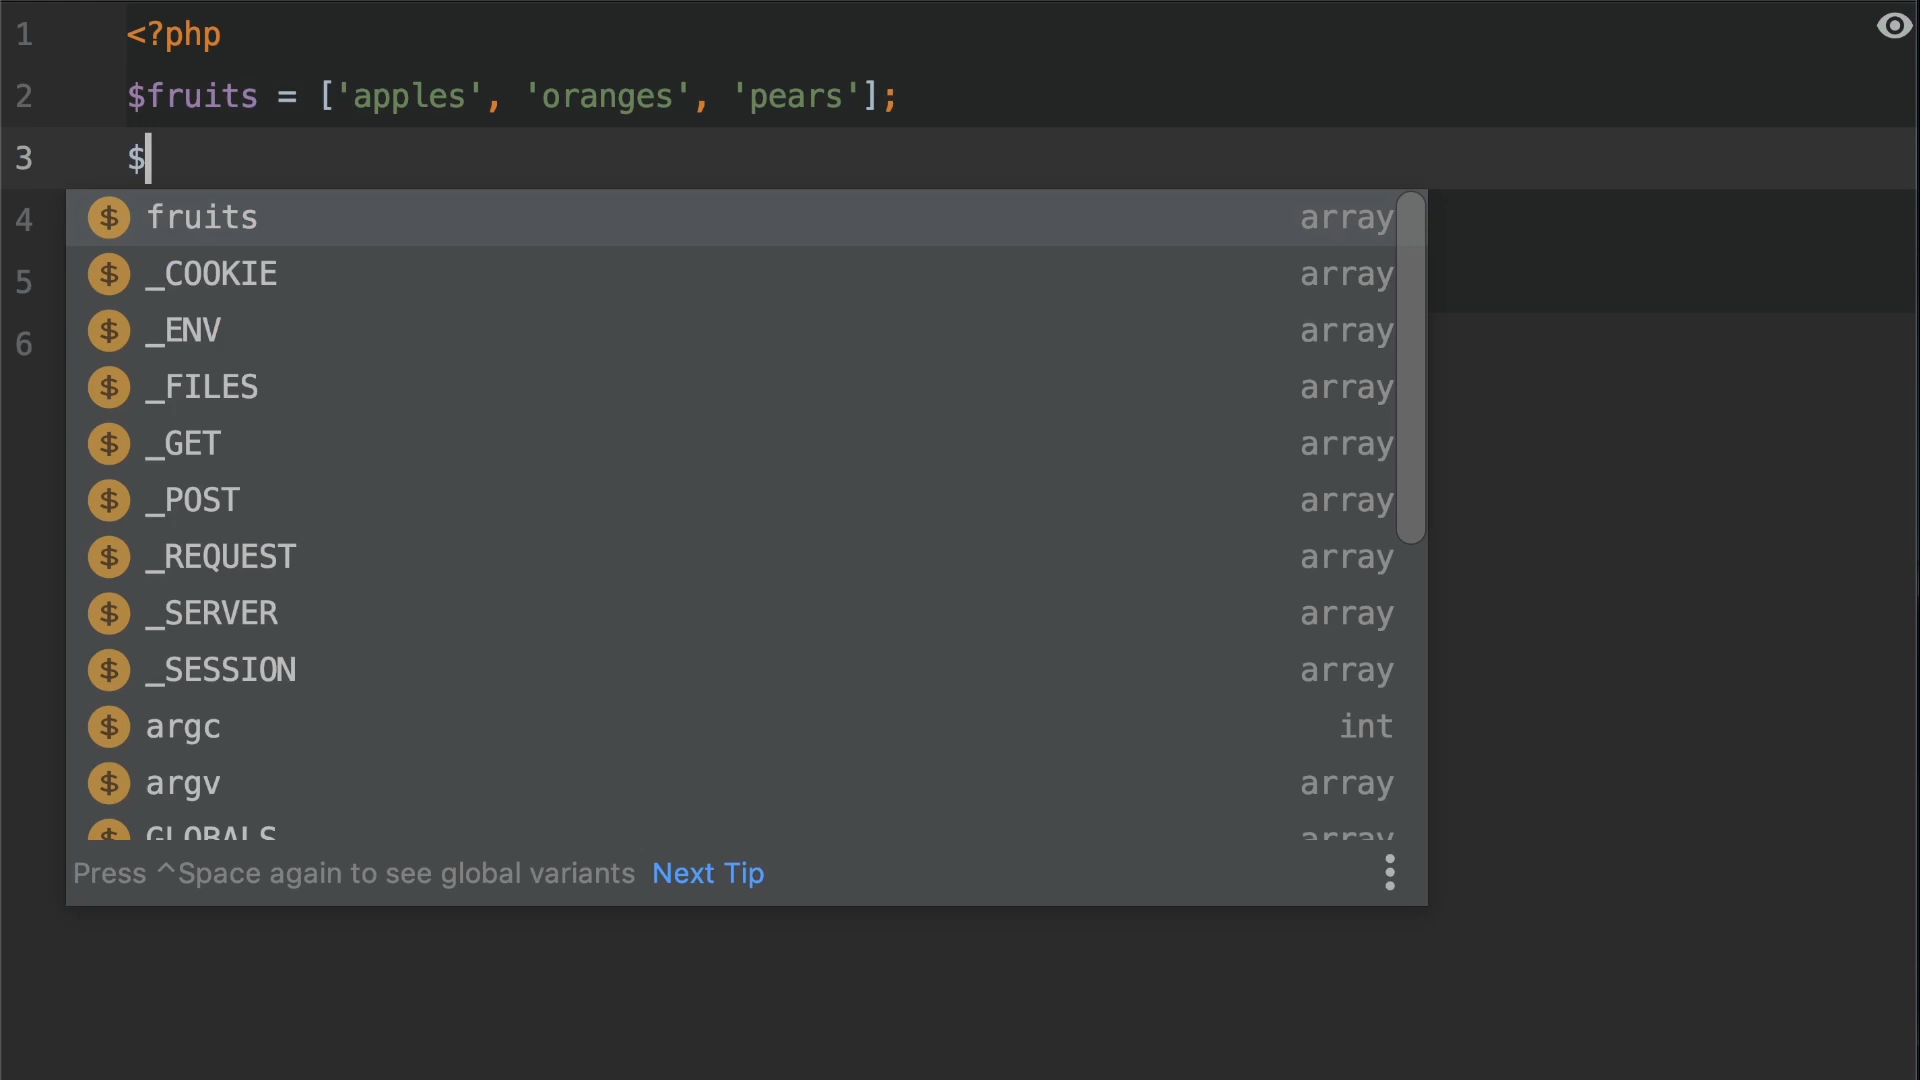 1 <?php
2 $fruits = ['apples', 'oranges', 'pears'];
3 $
4
5
6
$ fruits array
$ _COOKIE array
$ _ENV array
$ _FILES array
$ _GET array
$ _POST array
$ _REQUEST array
$ _SERVER array
$ _SESSION array
$ argc int
$ argv array
$ GLOBALS array
Press ^Space again to see global variants Next Tip